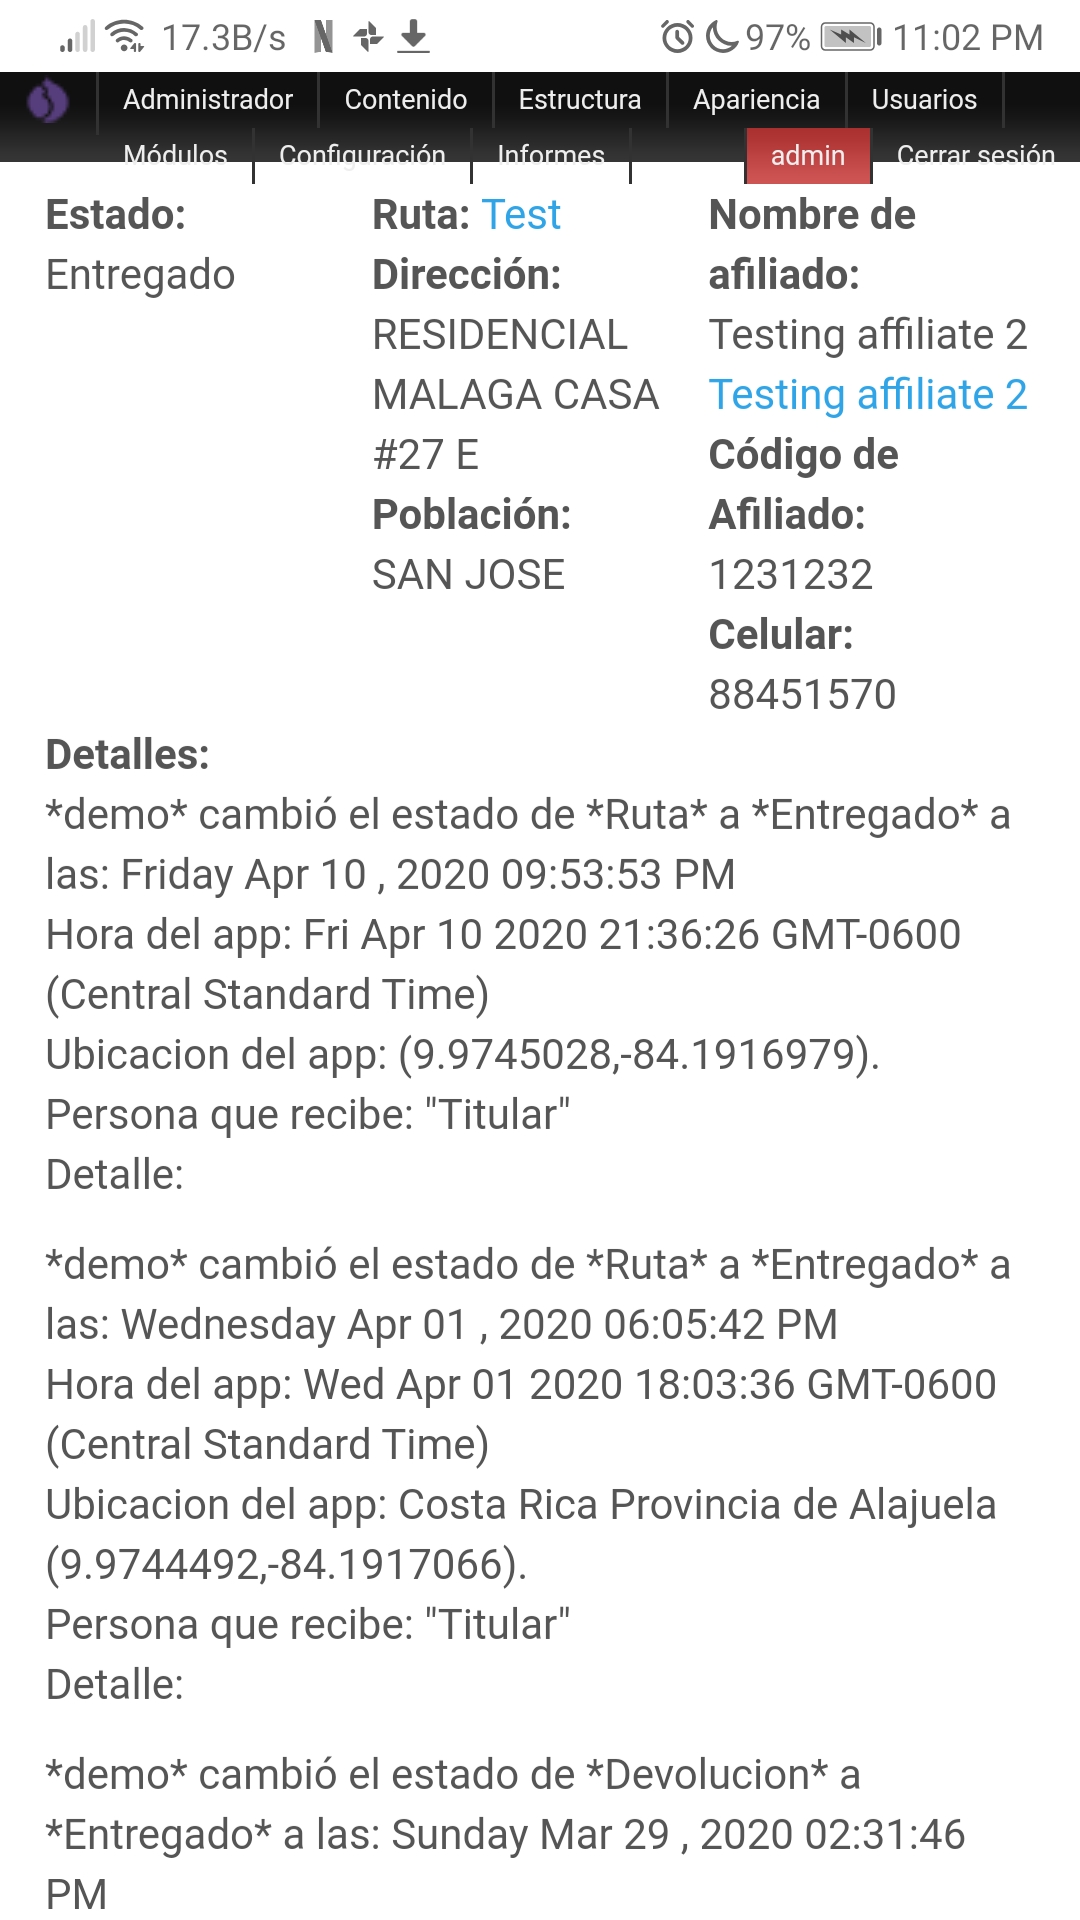 17.3B/s 97% 11:02 PM
Administrador Contenido Estructura Apariencia Usuarios
Módulos Configuración Informes admin Cerrar sesión
Estado:
Entregado
Ruta: Test
Dirección:
RESIDENCIAL
MALAGA CASA
#27 E
Población:
SAN JOSE
Nombre de
afiliado:
Testing affiliate 2
Testing affiliate 2
Código de
Afiliado:
1231232
Celular:
88451570
Detalles:
*demo* cambió el estado de *Ruta* a *Entregado* a
las: Friday Apr 10 , 2020 09:53:53 PM
Hora del app: Fri Apr 10 2020 21:36:26 GMT-0600
(Central Standard Time)
Ubicacion del app: (9.9745028,-84.1916979).
Persona que recibe: "Titular"
Detalle:
*demo* cambió el estado de *Ruta* a *Entregado* a
las: Wednesday Apr 01 , 2020 06:05:42 PM
Hora del app: Wed Apr 01 2020 18:03:36 GMT-0600
(Central Standard Time)
Ubicacion del app: Costa Rica Provincia de Alajuela
(9.9744492,-84.1917066).
Persona que recibe: "Titular"
Detalle:
*demo* cambió el estado de *Devolucion* a
*Entregado* a las: Sunday Mar 29 , 2020 02:31:46
PM